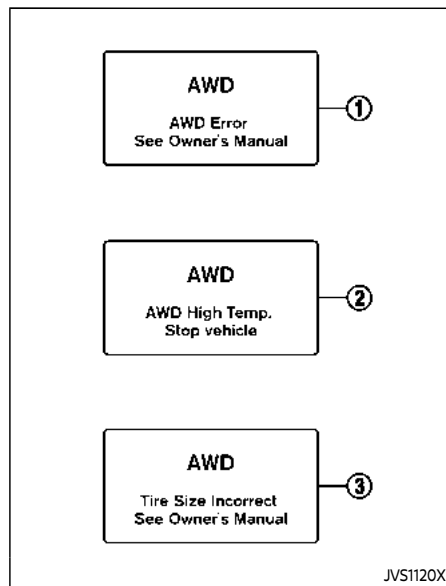 AWD
AWD Error
See Owner's Manual
1
AWD
AWD High Temp.
Stop vehicle
2
AWD
Tire Size Incorrect
See Owner's Manual
3
JVS1120X